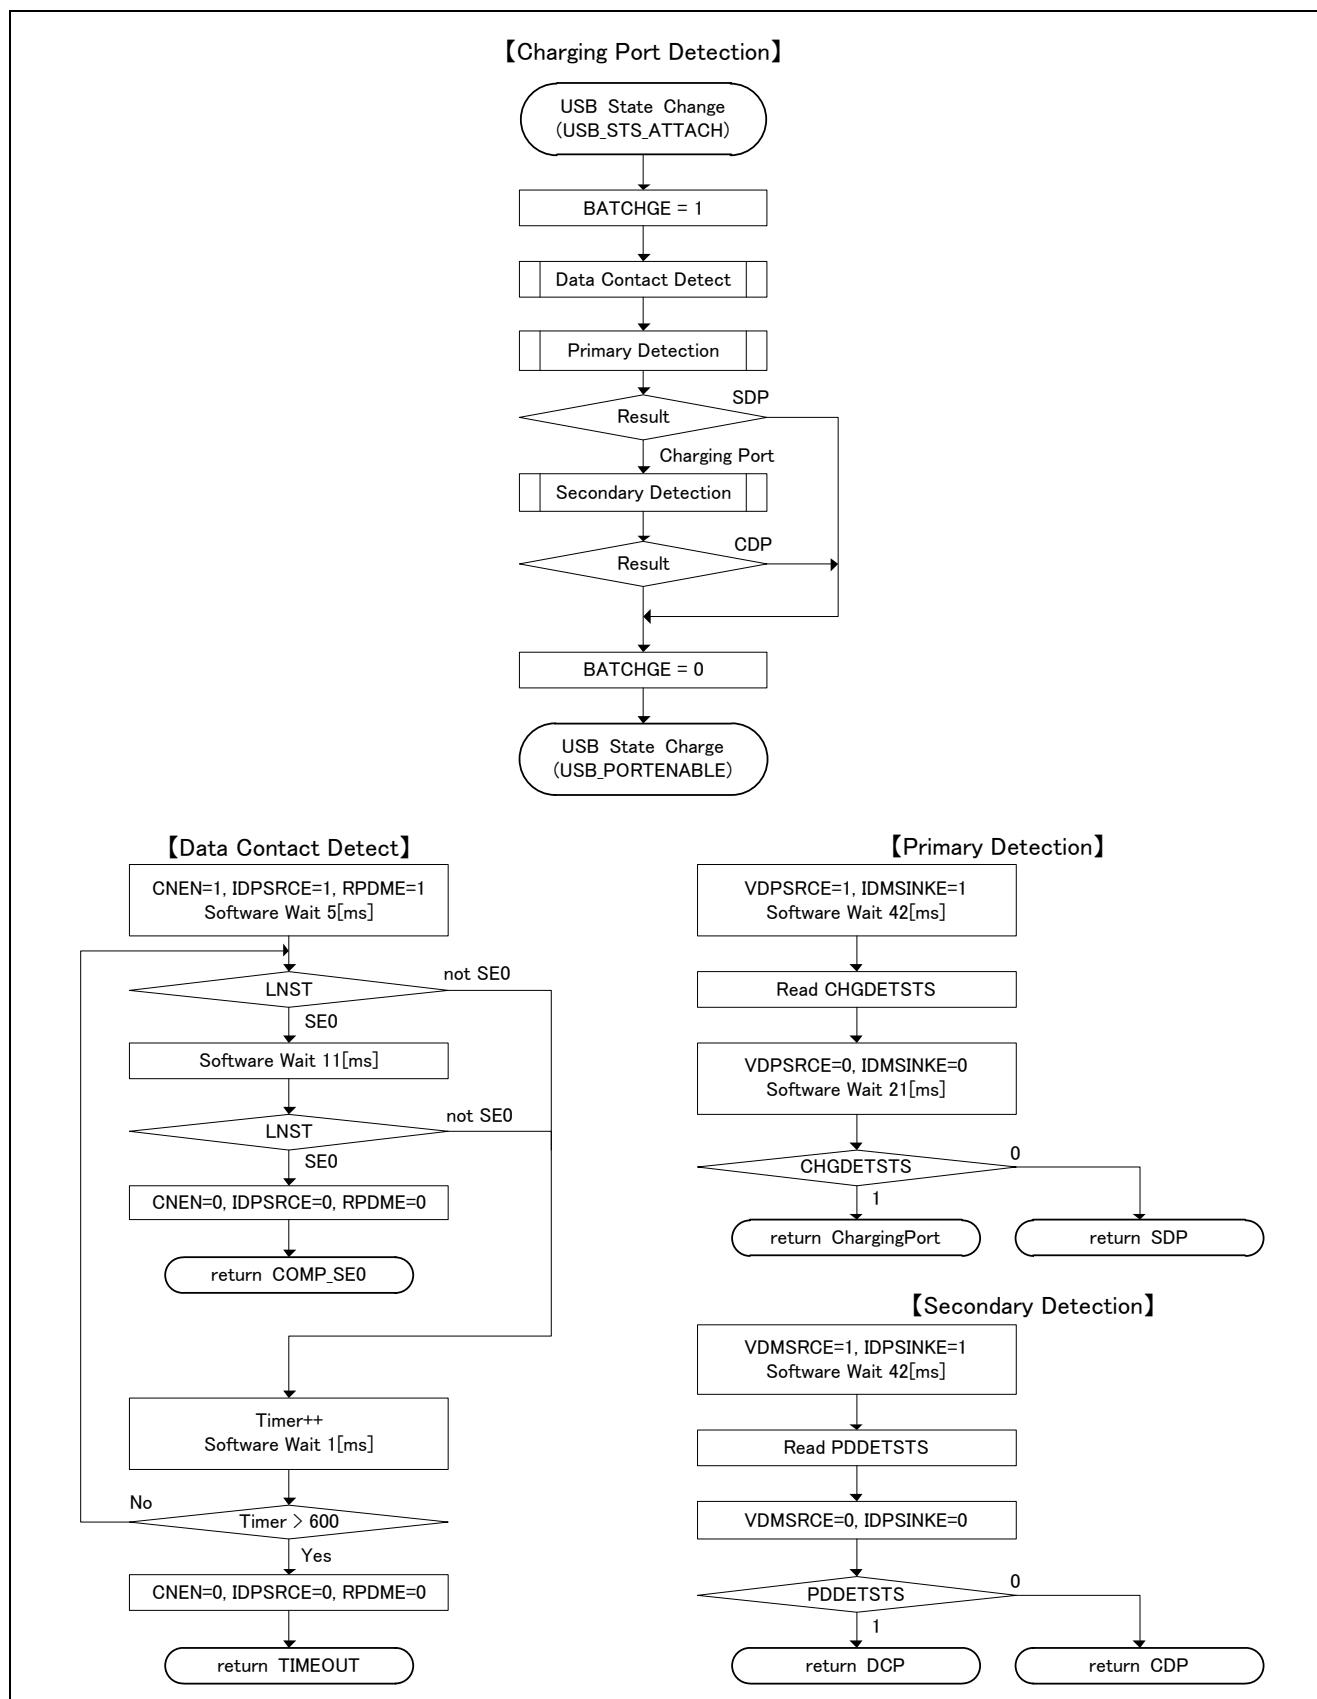 【Charging Port Detection】
USB State Change
(USB_STS_ATTACH)
BATCHGE = 1
Data Contact Detect
Primary Detection
SDP
Result
Charging Port
Secondary Detection
CDP
Result
BATCHGE = 0
USB State Charge
(USB_PORTENABLE)
【Data Contact Detect】
CNEN=1, IDPSRCE=1, RPDME=1
Software Wait 5[ms]
not SE0
LNST
SE0
Software Wait 11[ms]
not SE0
LNST
SE0
CNEN=0, IDPSRCE=0, RPDME=0
return COMP_SE0
Timer++
Software Wait 1[ms]
No
Timer > 600
Yes
CNEN=0, IDPSRCE=0, RPDME=0
return TIMEOUT
【Primary Detection】
VDPSRCE=1, IDMSINKE=1
Software Wait 42[ms]
Read CHGDETSTS
VDPSRCE=0, IDMSINKE=0
Software Wait 21[ms]
0
CHGDETSTS
1
return ChargingPort
return SDP
【Secondary Detection】
VDMSRCE=1, IDPSINKE=1
Software Wait 42[ms]
Read PDDETSTS
VDMSRCE=0, IDPSINKE=0
0
PDDETSTS
1
return DCP
return CDP